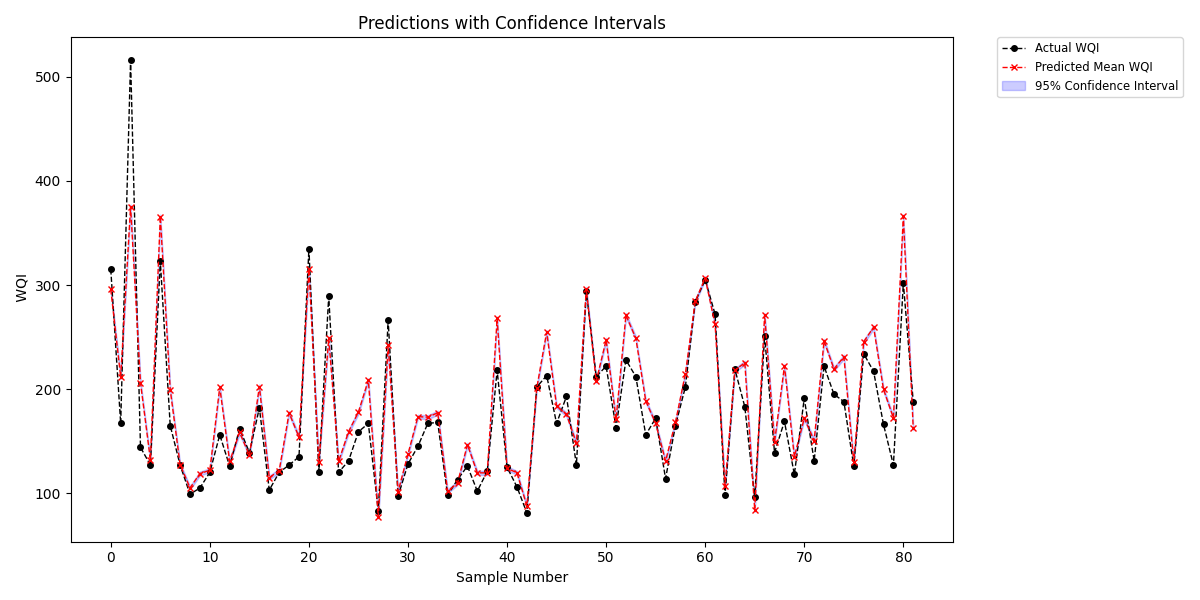 Predictions with Confidence Intervals
Actual WQI
Predicted Mean WQI
95% Confidence Interval
WQI
500
400
300
200
100
0 10 20 30 40 50 60 70 80
Sample Number